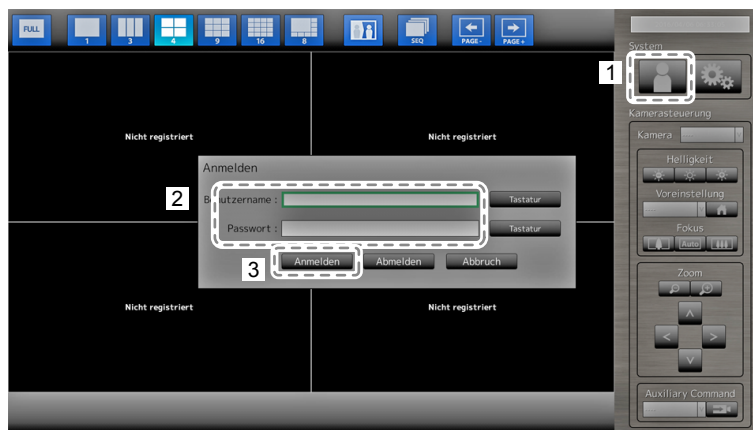 FULL
1
3
4
9
16
8
SEQ
PAGE -
PAGE +
System
1
Kamerasteuerung
Kamera
Nicht registriert
Nicht registriert
Helligkeit
Anmelden
2
Benutzername :
Tastatur
Voreinstellung
Passwort :
Tastatur
Fokus
Auto
3
Anmelden
Abmelden
Abbruch
Zoom
Nicht registriert
Nicht registriert
Auxiliary Command